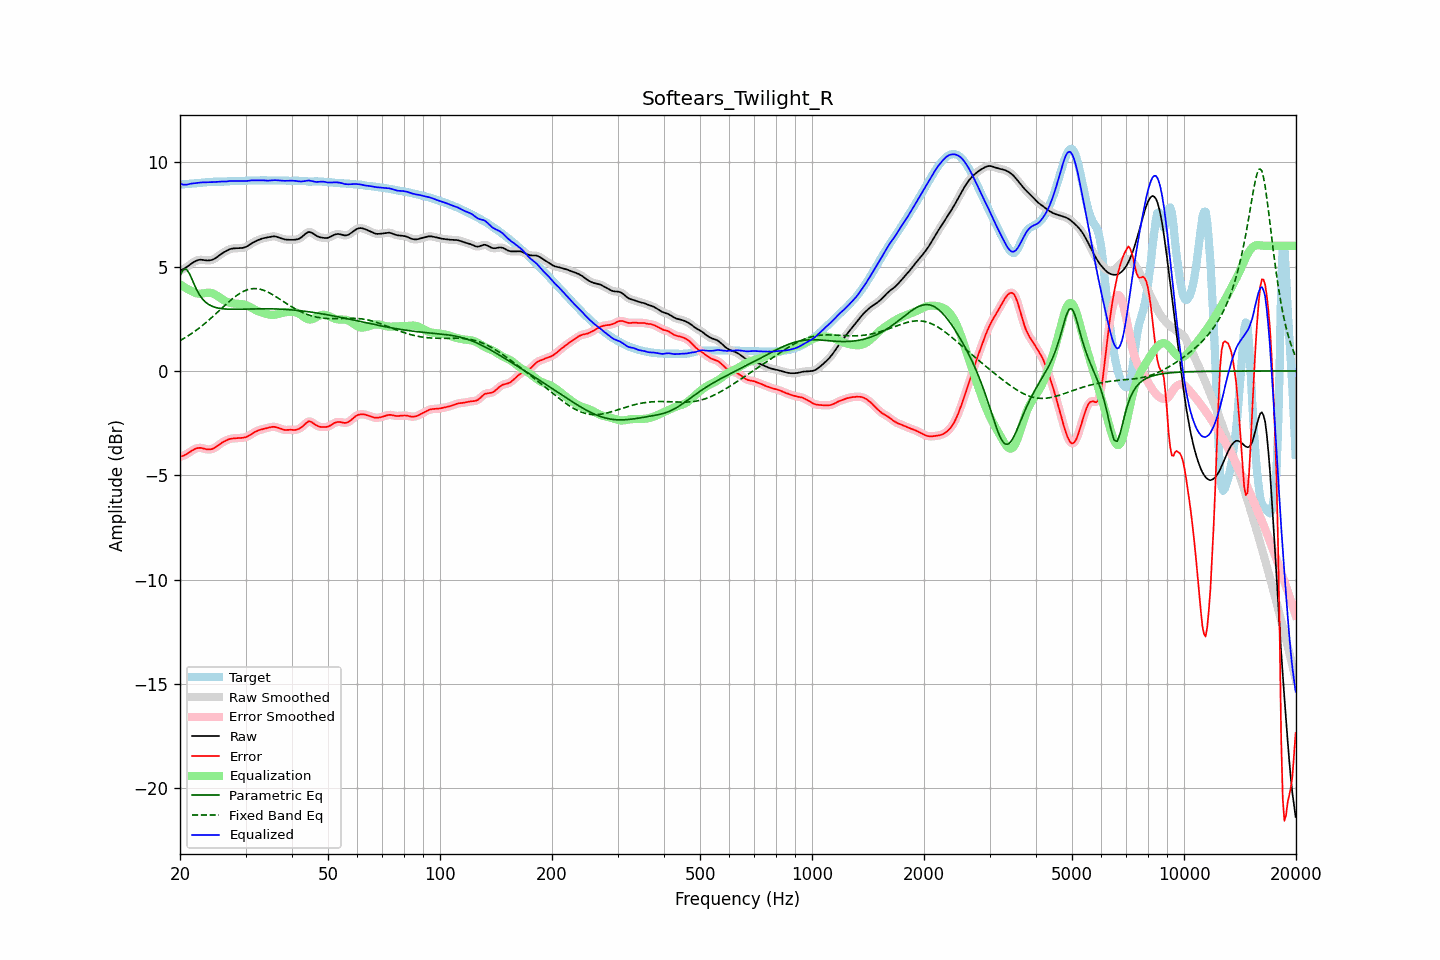 Softears_Twilight_R
Amplitude (dBr)
10
5
0
−5
−10
−15
−20
Target
Raw Smoothed
Error Smoothed
Raw
Error
Equalization
Parametric Eq
Fixed Band Eq
Equalized
20 50 100 200 500 1000 2000 5000 10000 20000
Frequency (Hz)